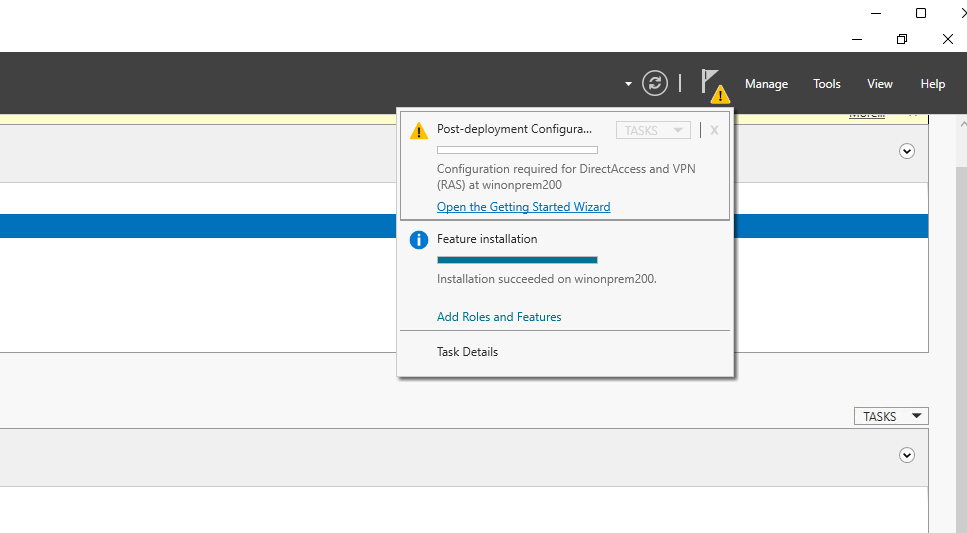 Manage Tools View Help
More...
Post-deployment Configura... TASKS X
Configuration required for DirectAccess and VPN
(RAS) at winonprem200
Open the Getting Started Wizard
Feature installation
Installation succeeded on winonprem200.
Add Roles and Features
Task Details
TASKS